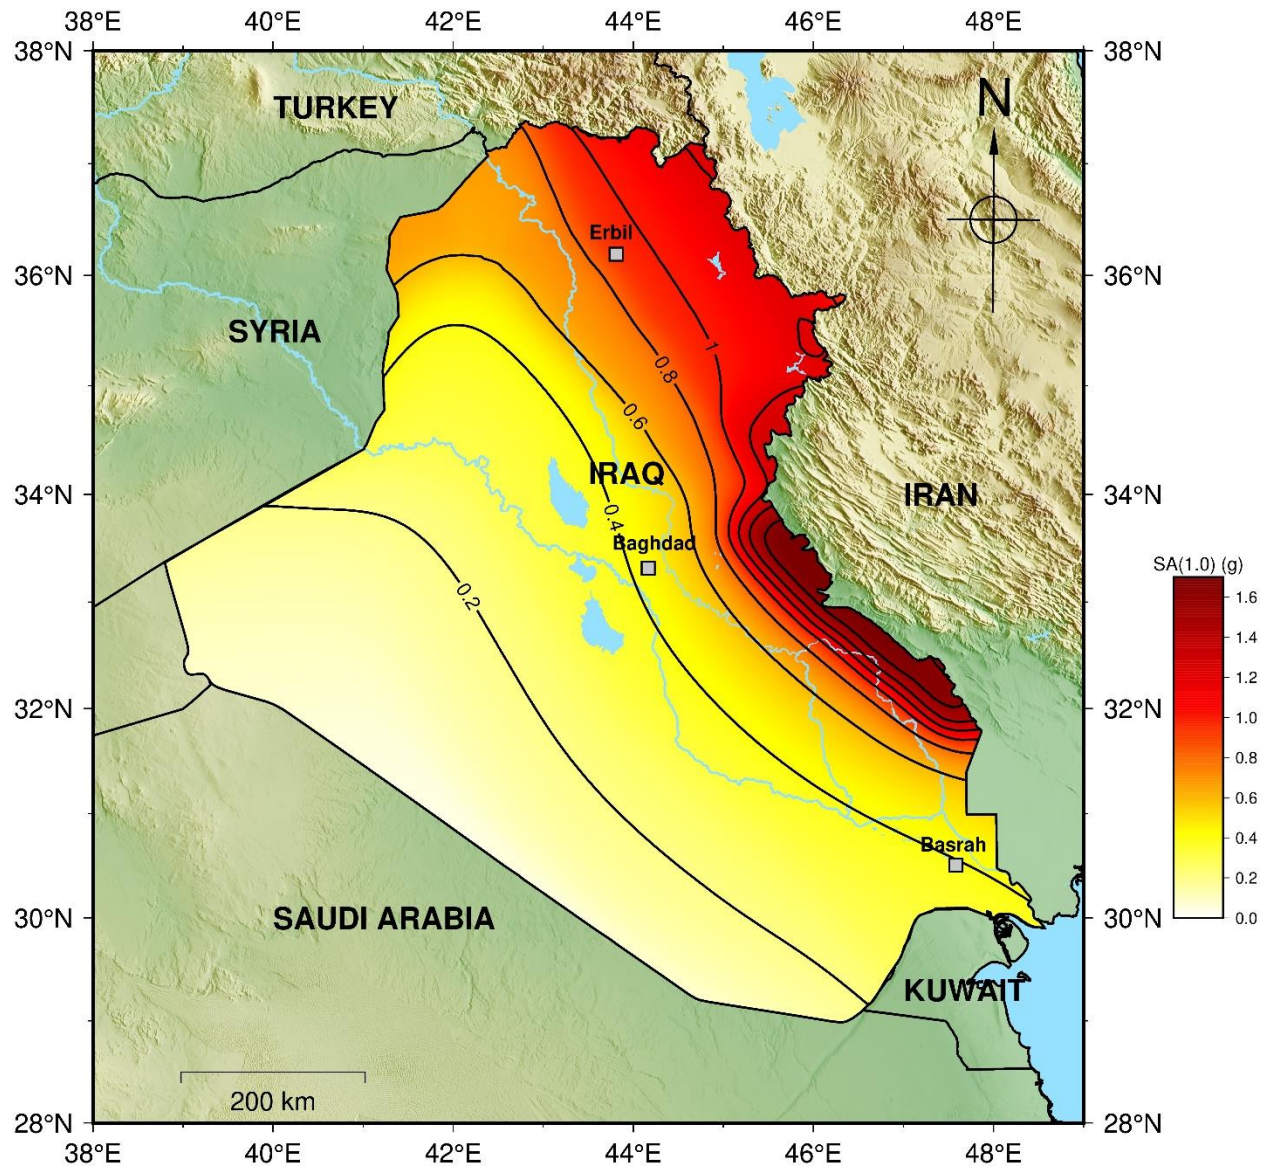 38°E 40°E 42°E 44°E 46°E 48°E
38°N 38°N
TURKEY
N
Erbil
36°N 36°N
SYRIA
1
0.8
0.6
IRAQ
34°N IRAN 34°N
0.4
Baghdad
SA(1.0) (g)
0.2
1.6
1.4
1.2
1.0
0.8
0.6
0.4
0.2
0.0
32°N 32°N
Basrah
30°N SAUDI ARABIA 30°N
KUWAIT
200 km
28°N 28°N
38°E 40°E 42°E 44°E 46°E 48°E